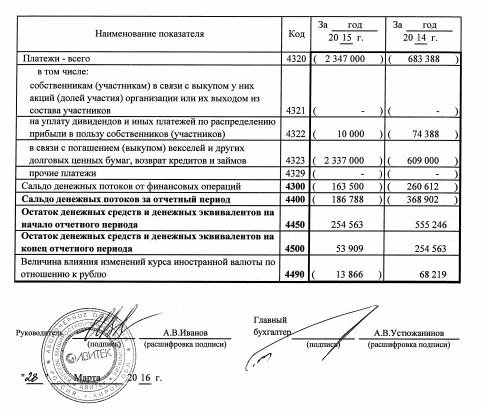 Наименование показателя Код За год 20 15 г. За год 20 14 г.
Платежи - всего 4320 ( 2 347 000 ) ( 683 388 )
в том числе:
собственникам (участникам) в связи с выкупом у них
акций (долей участия) организации или их выходом из
состава участников 4321 ( - ) ( - )
на уплату дивидендов и иных платежей по распределению
прибыли в пользу собственников (участников) 4322 ( 10 000 ) ( 74 388 )
в связи с погашением (выкупом) векселей и других
долговых ценных бумаг, возврат кредитов и займов 4323 ( 2 337 000 ) ( 609 000 )
прочие платежи 4329 ( - ) ( - )
Сальдо денежных потоков от финансовых операций 4300 ( 163 500 ) ( 260 612 )
Сальдо денежных потоков за отчетный период 4400 ( 186 788 ) ( 368 902 )
Остаток денежных средств и денежных эквивалентов на
начало отчетного периода 4450 254 563 555 246
Остаток денежных средств и денежных эквивалентов на
конец отчетного периода 4500 53 909 254 563
Величина влияния изменений курса иностранной валюты по
отношению к рублю 4490 ( 13 866 ) 68 219
Руководитель А.В.Иванов Главный
бухгалтер А.В.Устюжанинов
(подпись) (расшифровка подписи) (подпись) (расшифровка подписи)
АВИТЕК
"28" Марта 20 16 г.